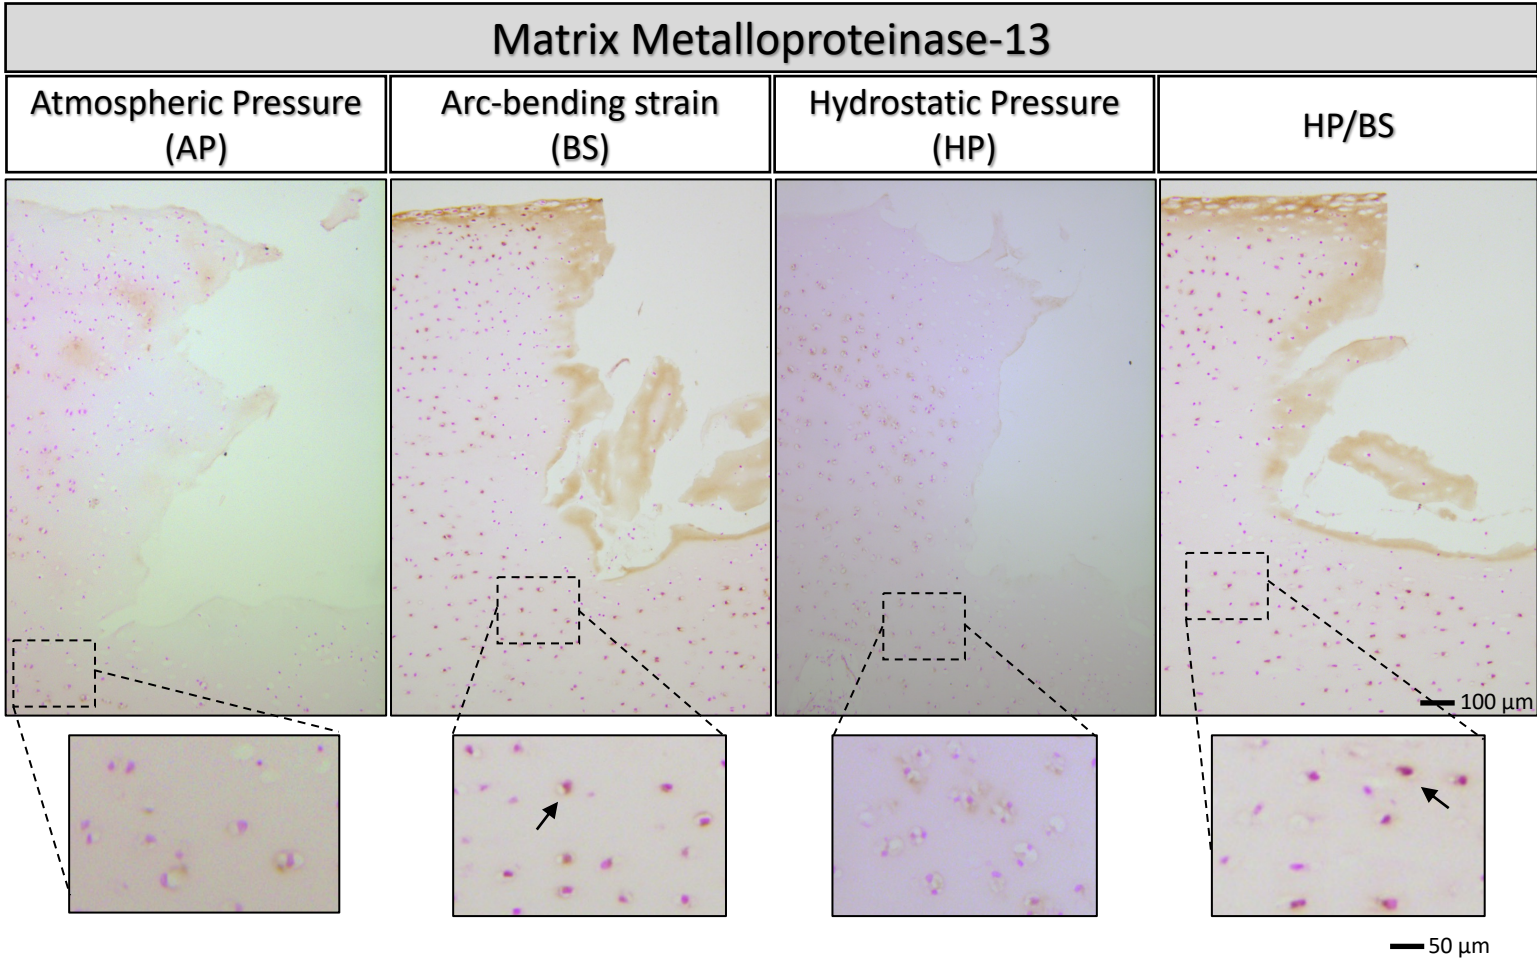 Matrix Metalloproteinase-13
Atmospheric Pressure
(AP)
Arc-bending strain
(BS)
Hydrostatic Pressure
(HP)
HP/BS
100 μm
50 μm